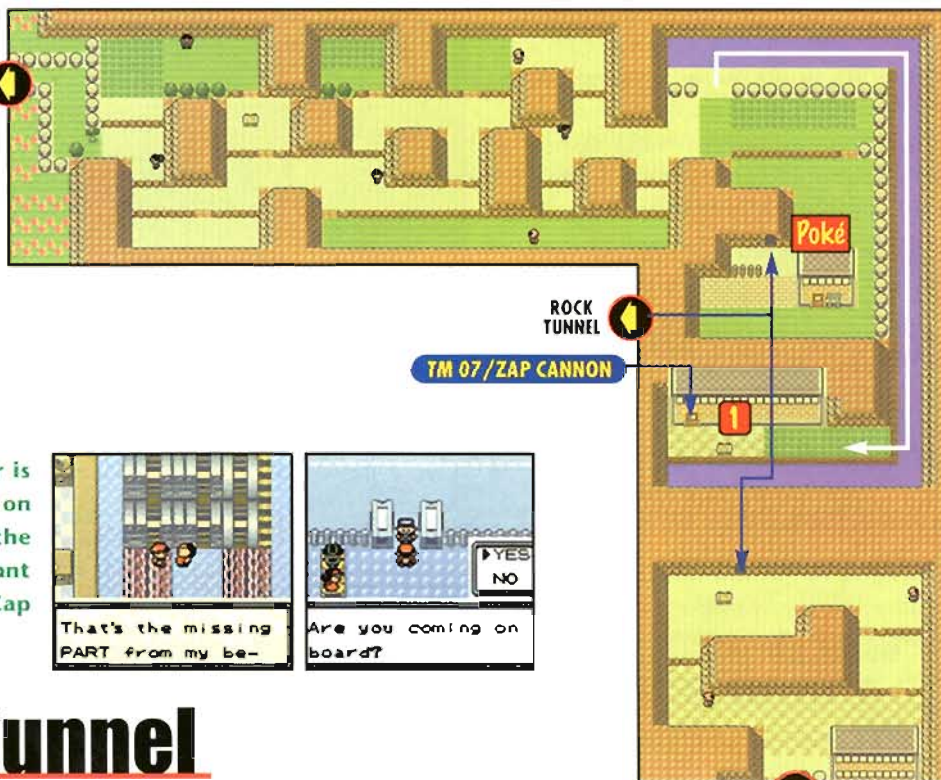 Poké
ROCK
TUNNEL
TM 07/ZAP CANNON
1
r is
on
the
ant
Zap
That's the missing
PART from my be-
▶YES
NO
Are you coming on
board?
unnel